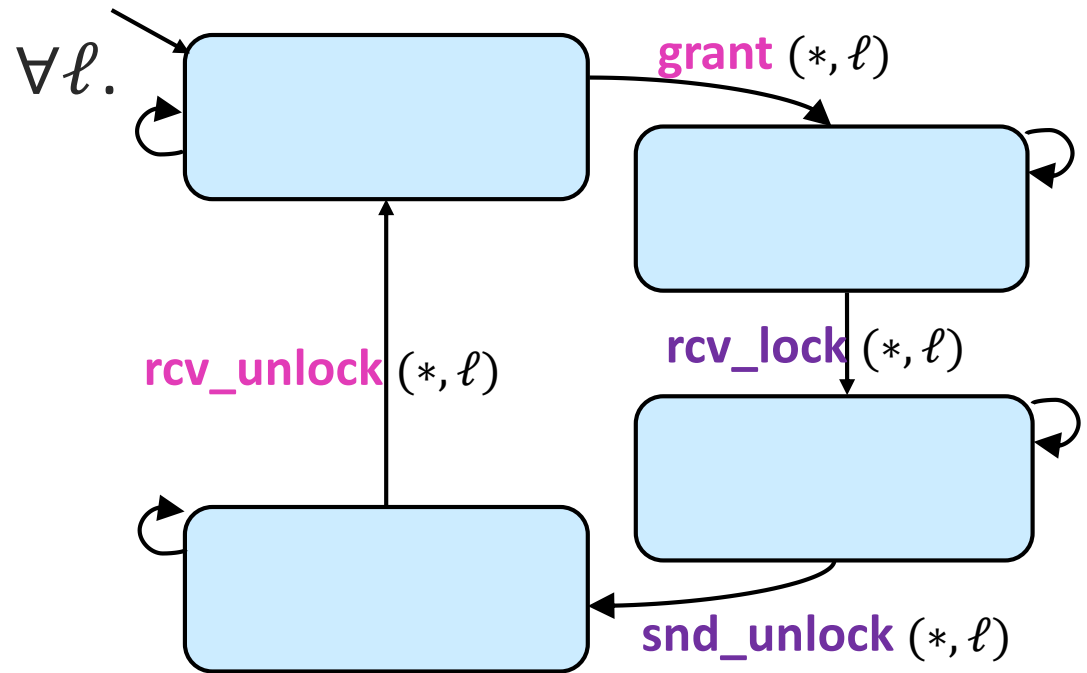 ∀ℓ.
grant (∗, ℓ)
rcv_lock (∗, ℓ)
rcv_unlock (∗, ℓ)
snd_unlock (∗, ℓ)